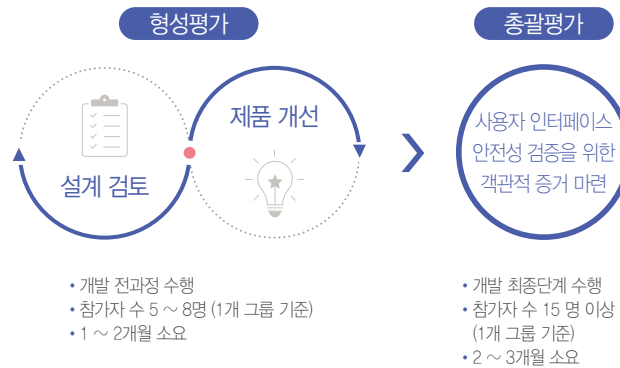 형성평가
총괄평가
설계 검토
제품 개선
사용자 인터페이스
안전성 검증을 위한
객관적 증거 마련
• 개발 전과정 수행
• 참가자 수 5 ~ 8명 (1개 그룹 기준)
• 1 ~ 2개월 소요
• 개발 최종단계 수행
• 참가자 수 15 명 이상
(1개 그룹 기준)
• 2 ~ 3개월 소요